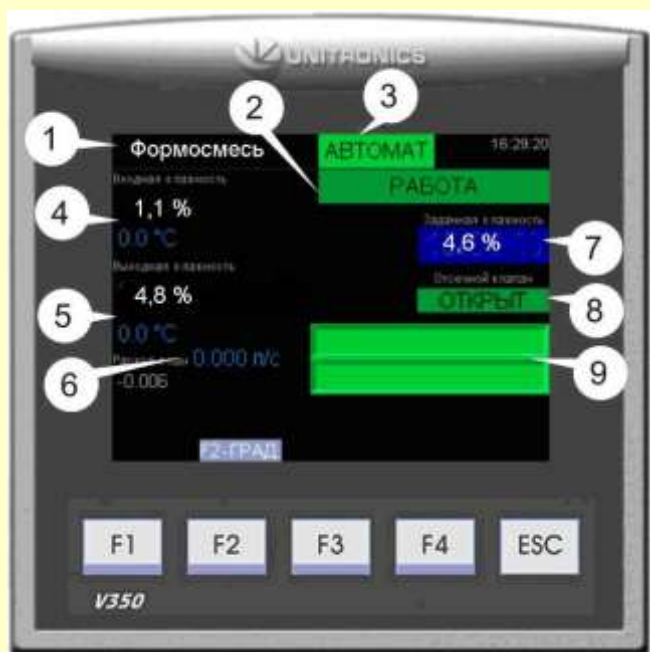 UNITRONICS
1
Формосмесь
3
АВТОМАТ
16:29:20
2
РАБОТА
Входная влажность
4
1,1 %
0.0 °C
Заданная влажность
4,6 %
7
Выходная влажность
4,8 %
Отсечной клапан
ОТКРЫТ
8
5
0.0 °C
Расход воды 0.000 л/с
6
-0.006
9
F2-ГРАД
F1
F2
F3
F4
ESC
V350